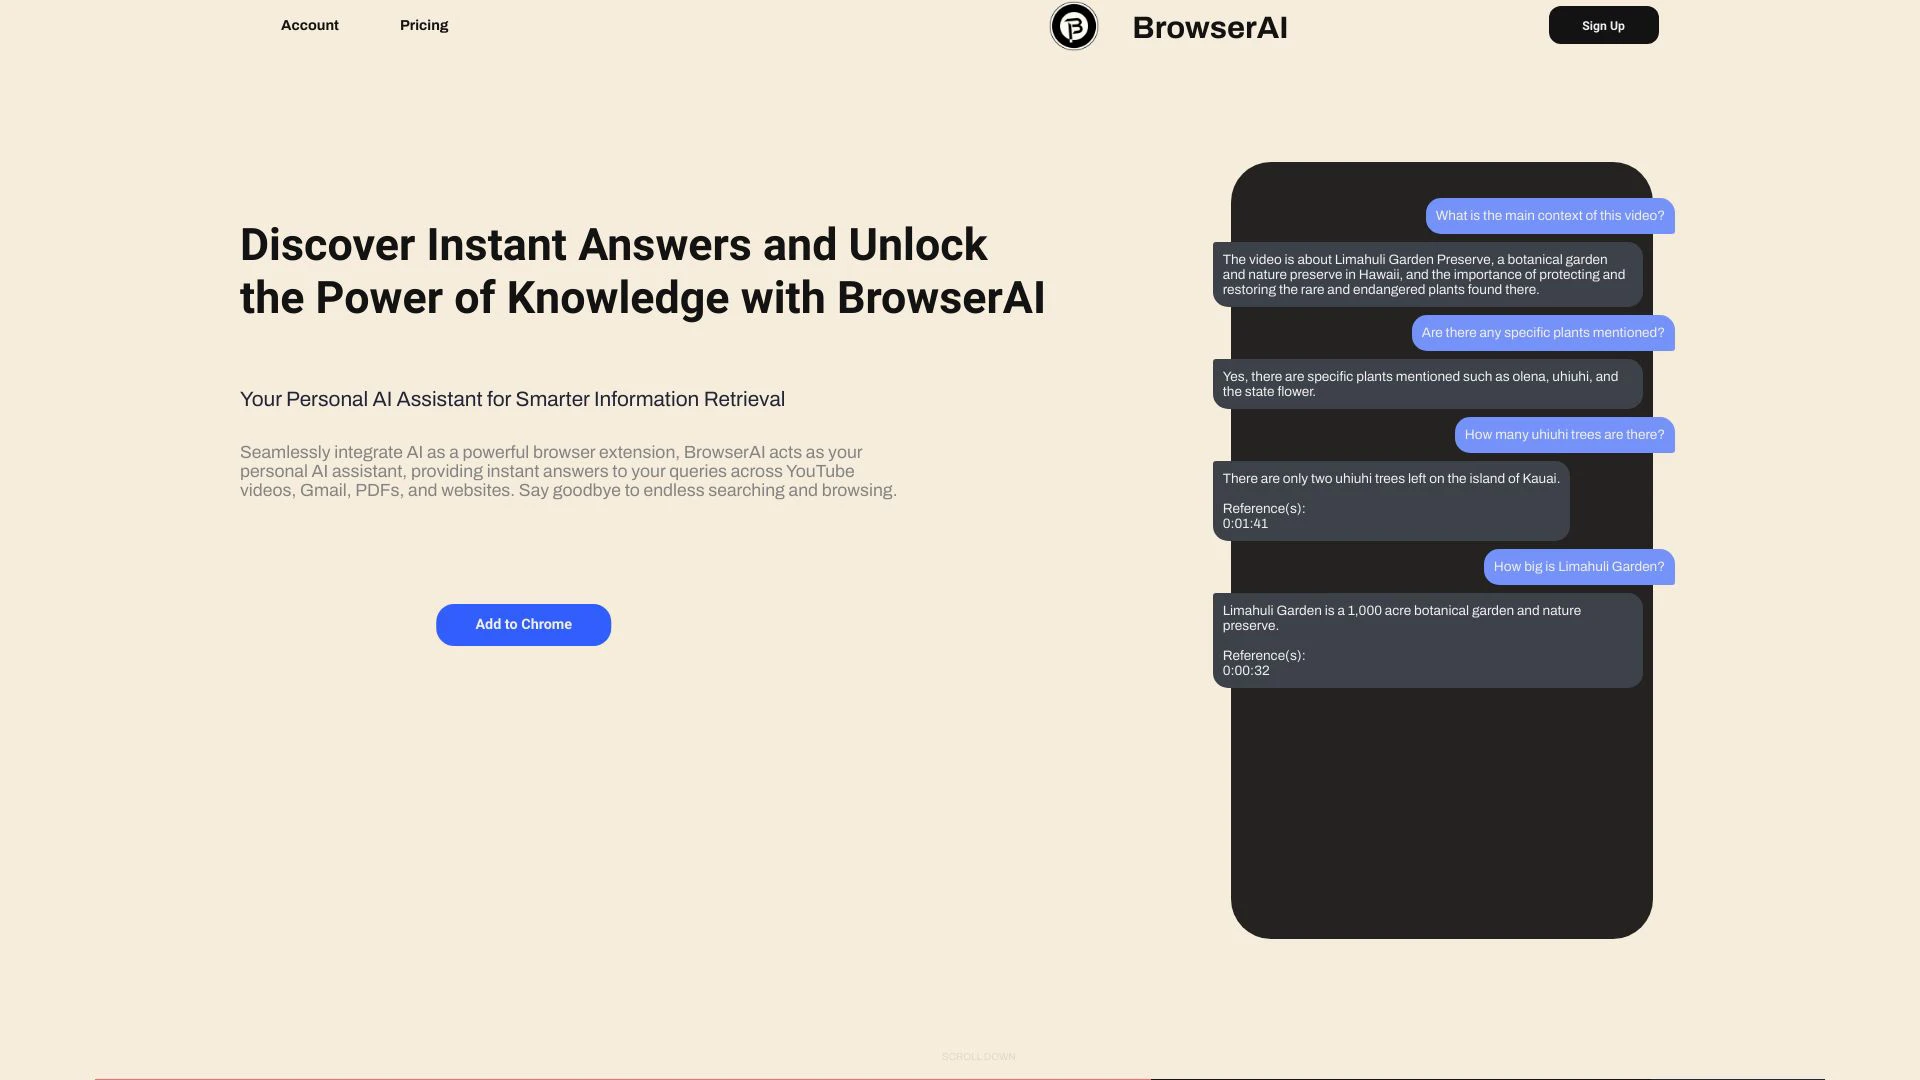 Account
Pricing
BrowserAI
Sign Up
Discover Instant Answers and Unlock
the Power of Knowledge with BrowserAI
Your Personal AI Assistant for Smarter Information Retrieval
Seamlessly integrate AI as a powerful browser extension, BrowserAI acts as your
personal AI assistant, providing instant answers to your queries across YouTube
videos, Gmail, PDFs, and websites. Say goodbye to endless searching and browsing.
Add to Chrome
What is the main context of this video?
The video is about Limahuli Garden Preserve, a botanical garden
and nature preserve in Hawaii, and the importance of protecting and
restoring the rare and endangered plants found there.
Are there any specific plants mentioned?
Yes, there are specific plants mentioned such as olena, uhiuhi, and
the state flower.
How many uhiuhi trees are there?
There are only two uhiuhi trees left on the island of Kauai.
Reference(s):
0:01:41
How big is Limahuli Garden?
Limahuli Garden is a 1,000 acre botanical garden and nature
preserve.
Reference(s):
0:00:32
SCROLL DOWN